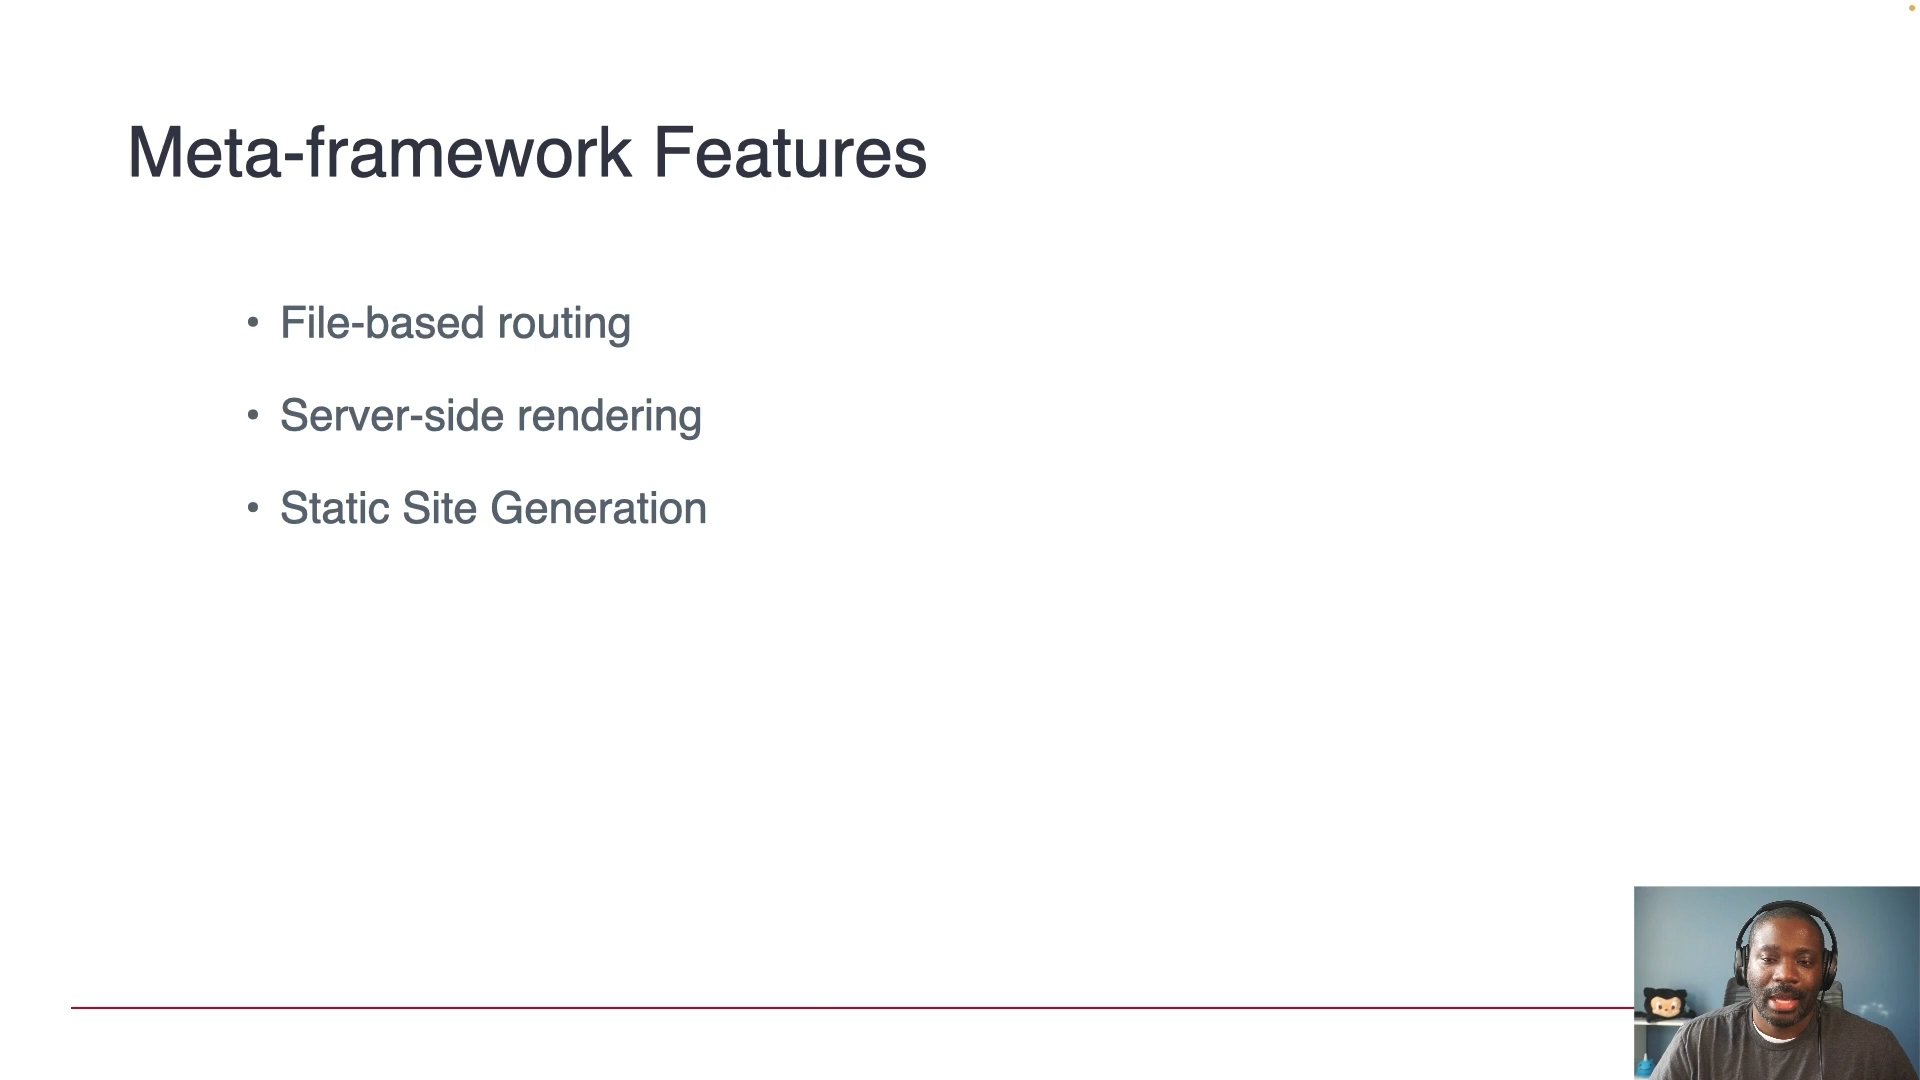 Meta-framework Features
• File-based routing
• Server-side rendering
• Static Site Generation